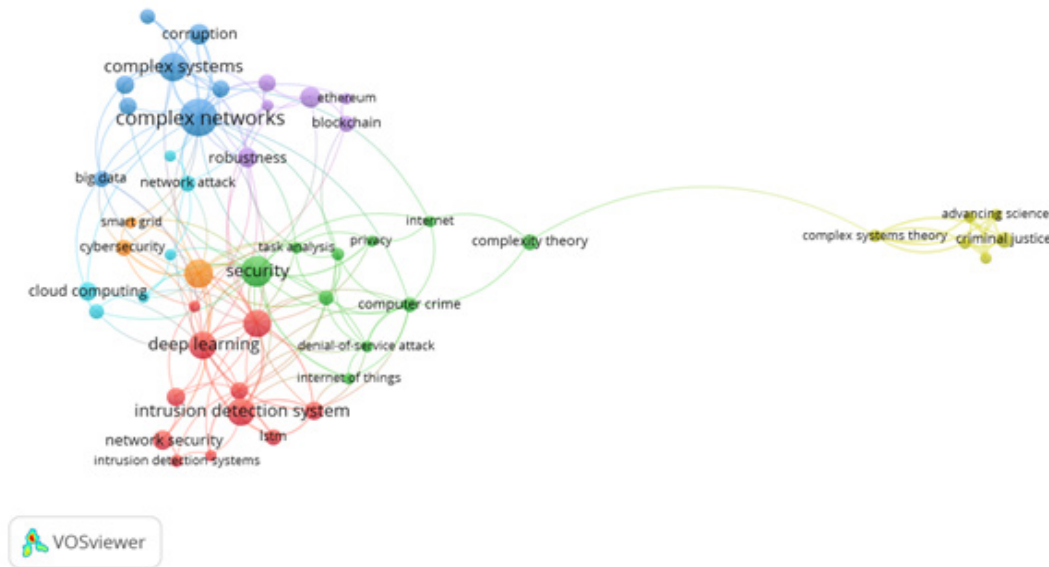 corruption
complex systems
complex networks
ethereum
blockchain
robustness
big data
network attack
smart grid
cybersecurity
internet
task analysis
privacy
complexity theory
advancing science
complex systems theory
criminal justice
security
cloud computing
computer crime
deep learning
denial-of-service attack
internet of things
intrusion detection system
lstm
network security
intrusion detection systems
VOSviewer